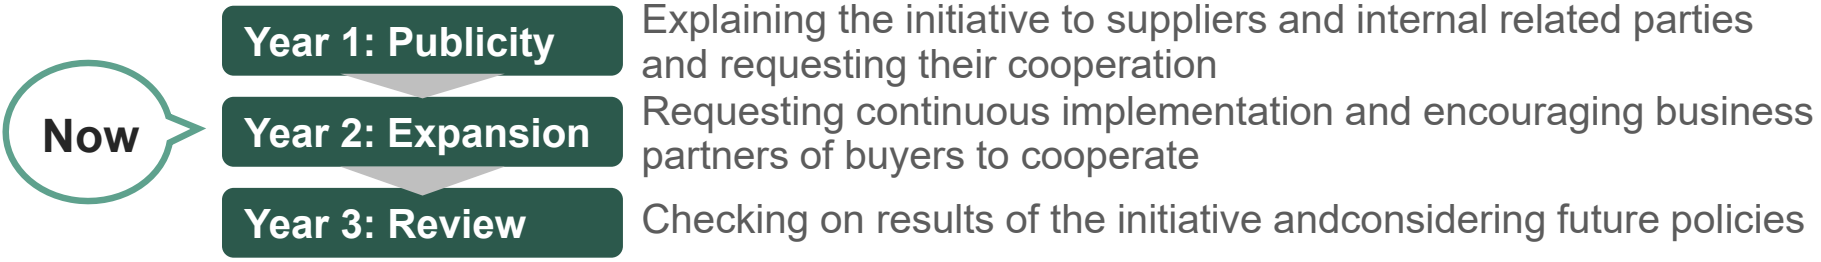 Now
Year 1: Publicity
Explaining the initiative to suppliers and internal related parties
and requesting their cooperation
Year 2: Expansion
Requesting continuous implementation and encouraging business
partners of buyers to cooperate
Year 3: Review
Checking on results of the initiative andconsidering future policies